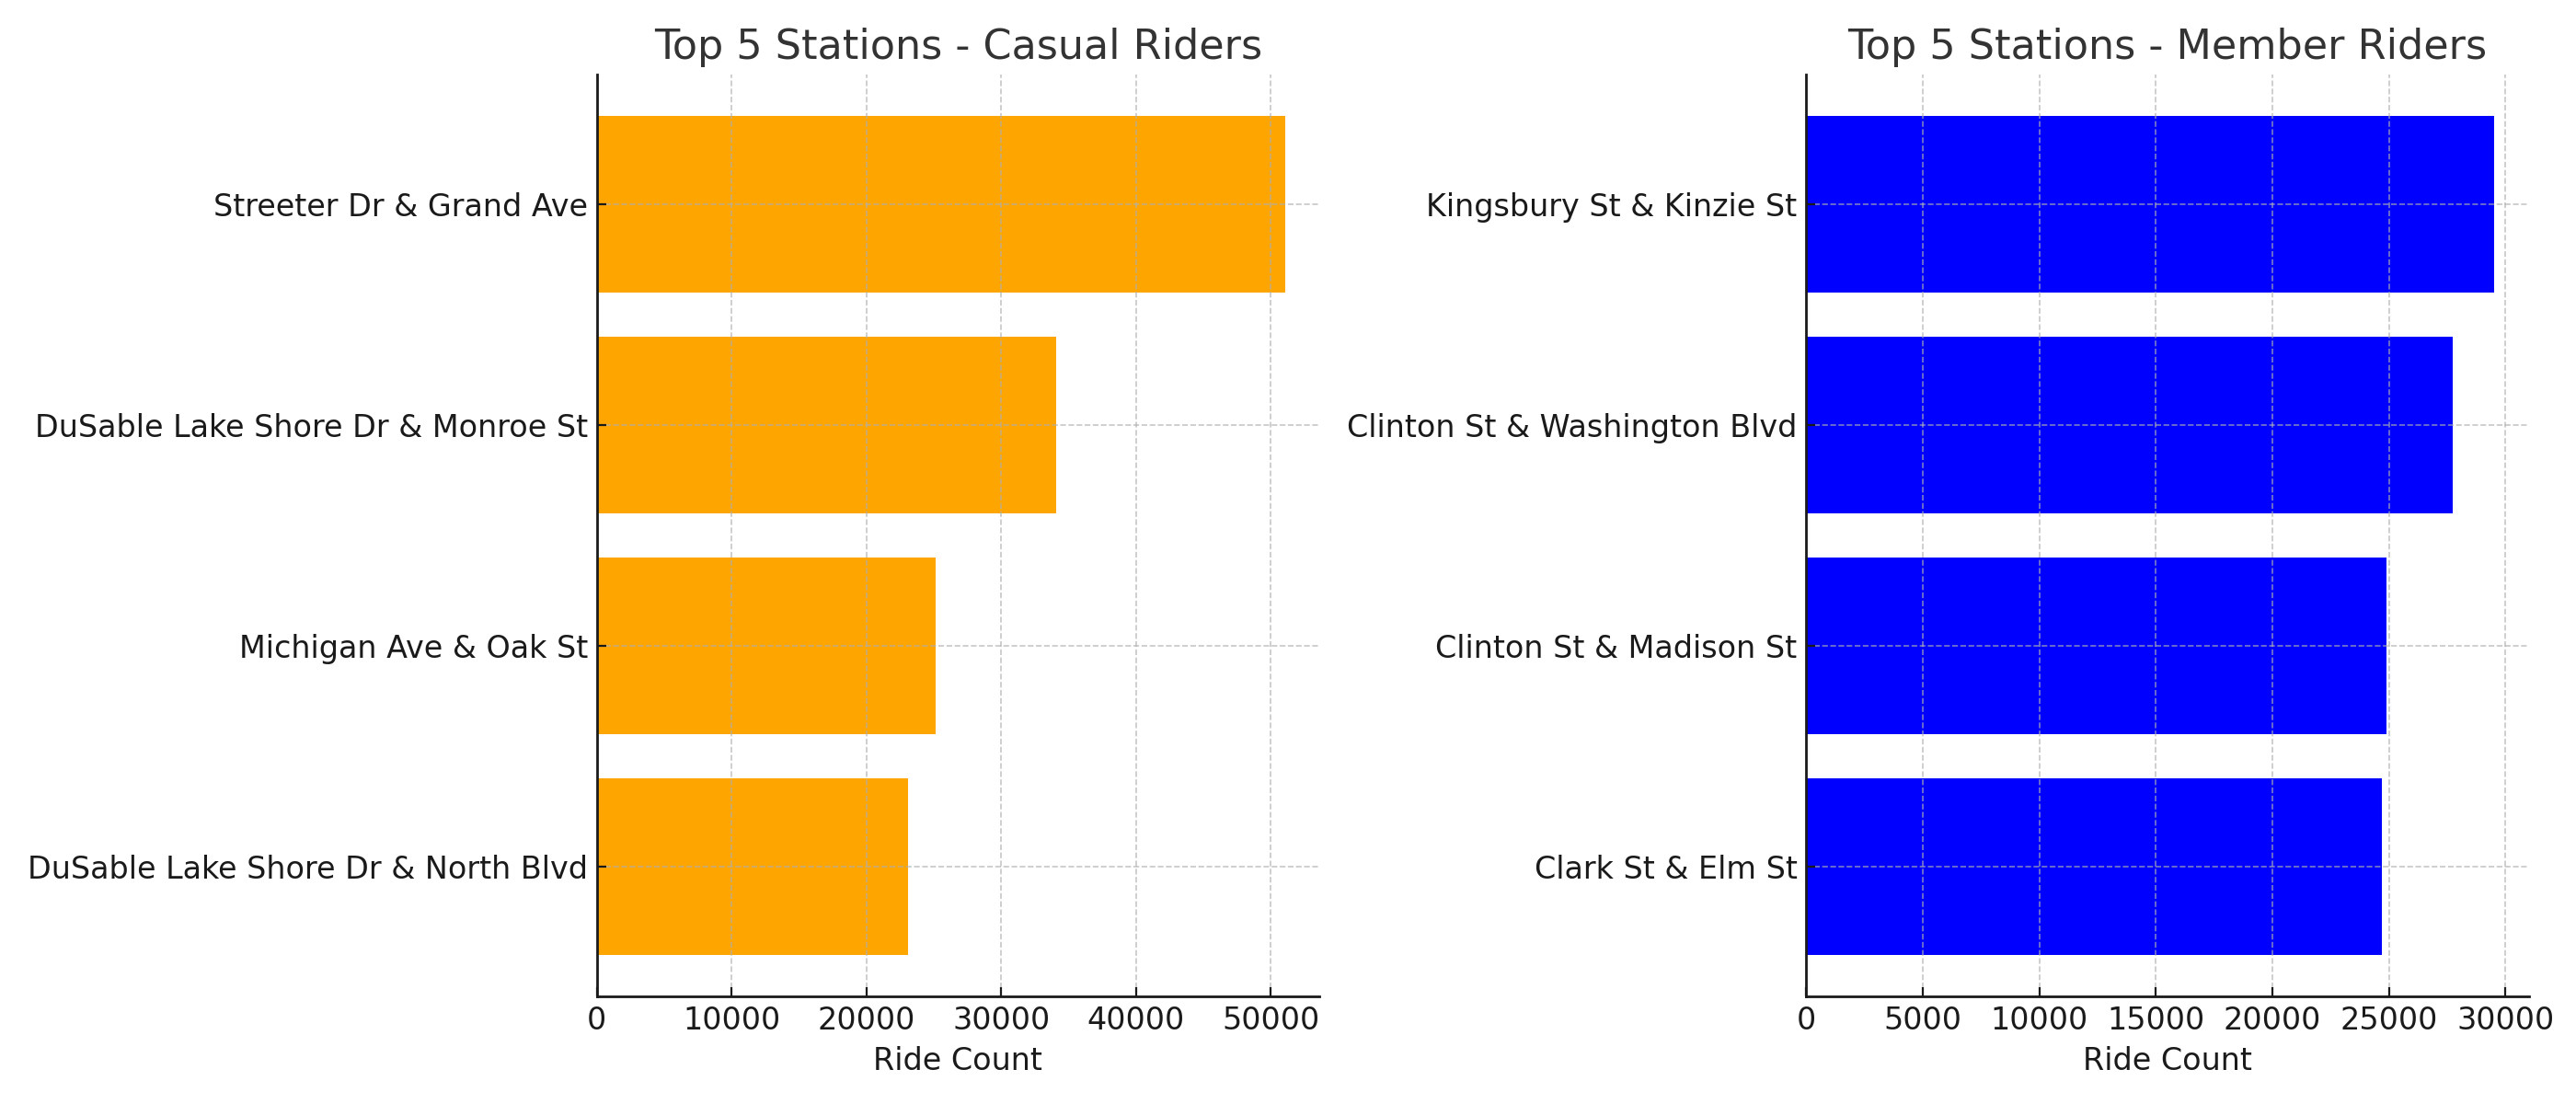 Top 5 Stations - Casual Riders
Streeter Dr & Grand Ave
DuSable Lake Shore Dr & Monroe St
Michigan Ave & Oak St
DuSable Lake Shore Dr & North Blvd
0 10000 20000 30000 40000 50000
Ride Count
Top 5 Stations - Member Riders
Kingsbury St & Kinzie St
Clinton St & Washington Blvd
Clinton St & Madison St
Clark St & Elm St
0 5000 10000 15000 20000 25000 30000
Ride Count